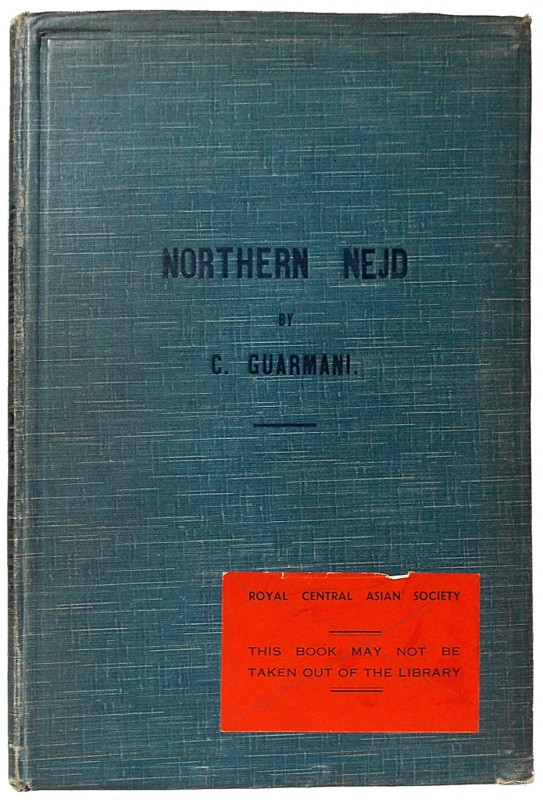 NORTHERN NEJD
BY
C. GUARMANI.
ROYAL CENTRAL ASIAN SOCIETY
THIS BOOK MAY NOT BE
TAKEN OUT OF THE LIBRARY